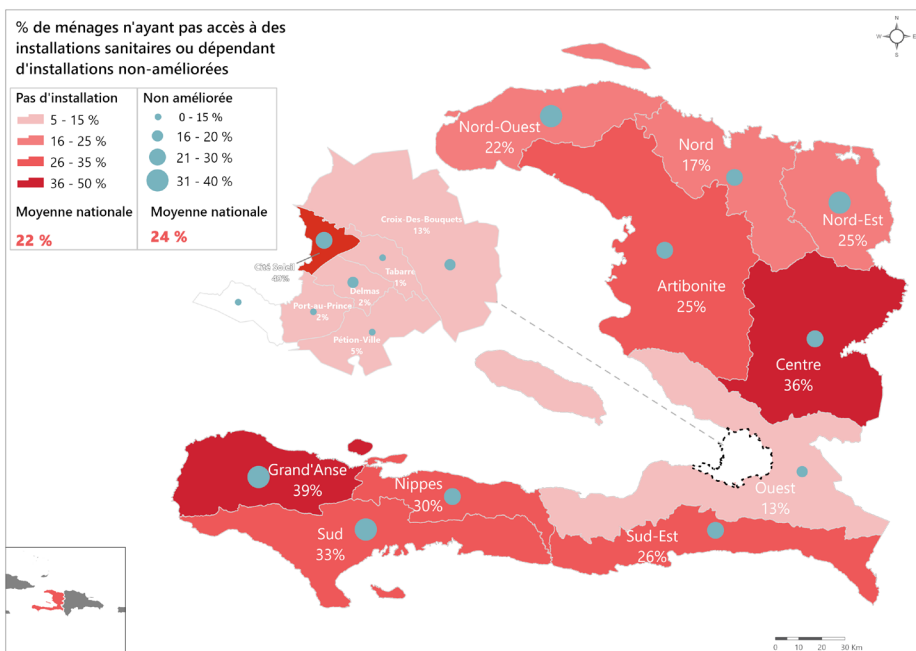 % de ménages n'ayant pas accès à des
installations sanitaires ou dépendant
d'installations non-améliorées
Pas d'installation
5 - 15 %
16 - 25 %
26 - 35 %
36 - 50 %
Moyenne nationale
22 %
Non améliorée
0 - 15 %
16 - 20 %
21 - 30 %
31 - 40 %
Moyenne nationale
24 %
N
W
E
S
Nord-Ouest
22%
Nord
17%
Nord-Est
25%
Croix-Des-Bouquets
13%
Cité Soleil
Tabarre
1%
Delmas
2%
Port-au-Prince
2%
Pétion-Ville
5%
Artibonite
25%
Centre
36%
Grand'Anse
39%
Nippes
30%
Ouest
13%
Sud
33%
Sud-Est
26%
0 10 20 30 Km